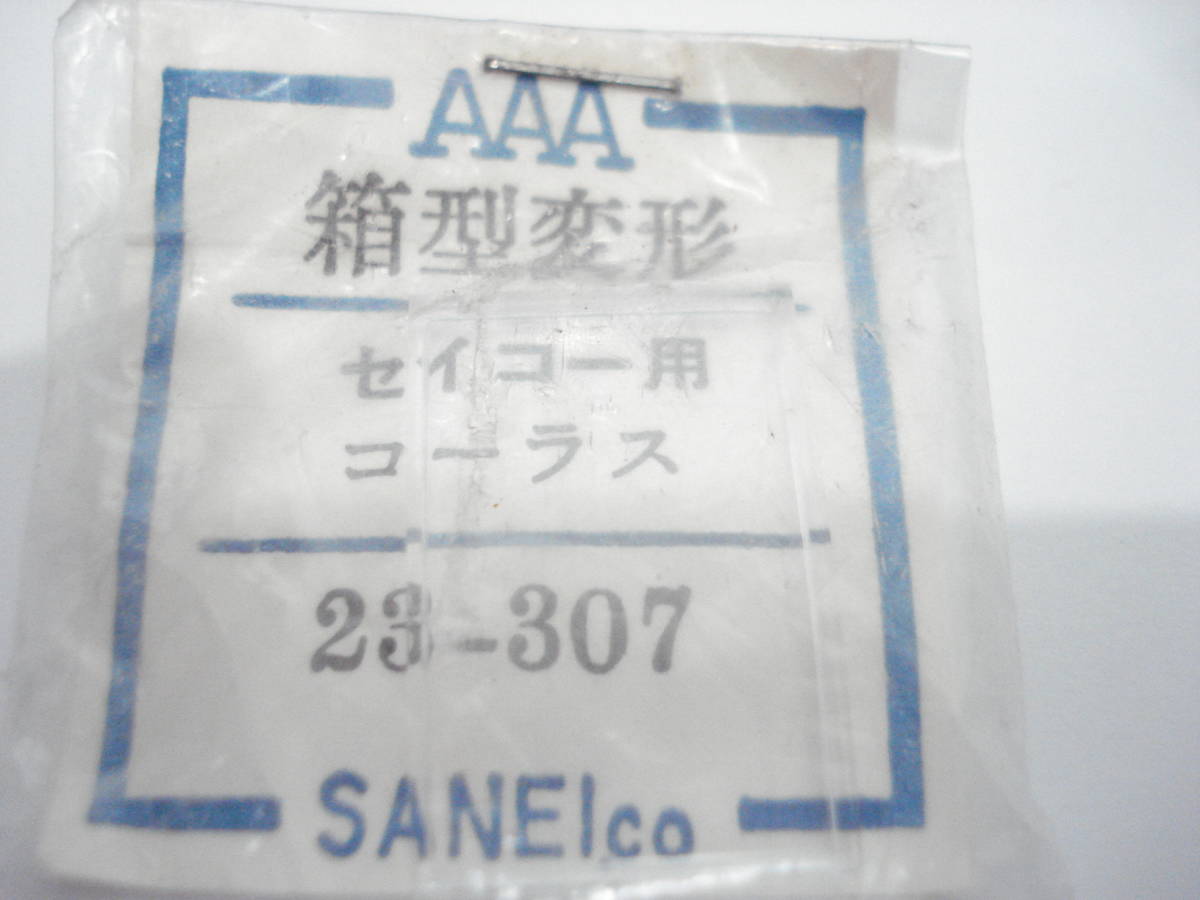 AAA
箱型変形
セイコー用
コーラス
23-307
SANEIco